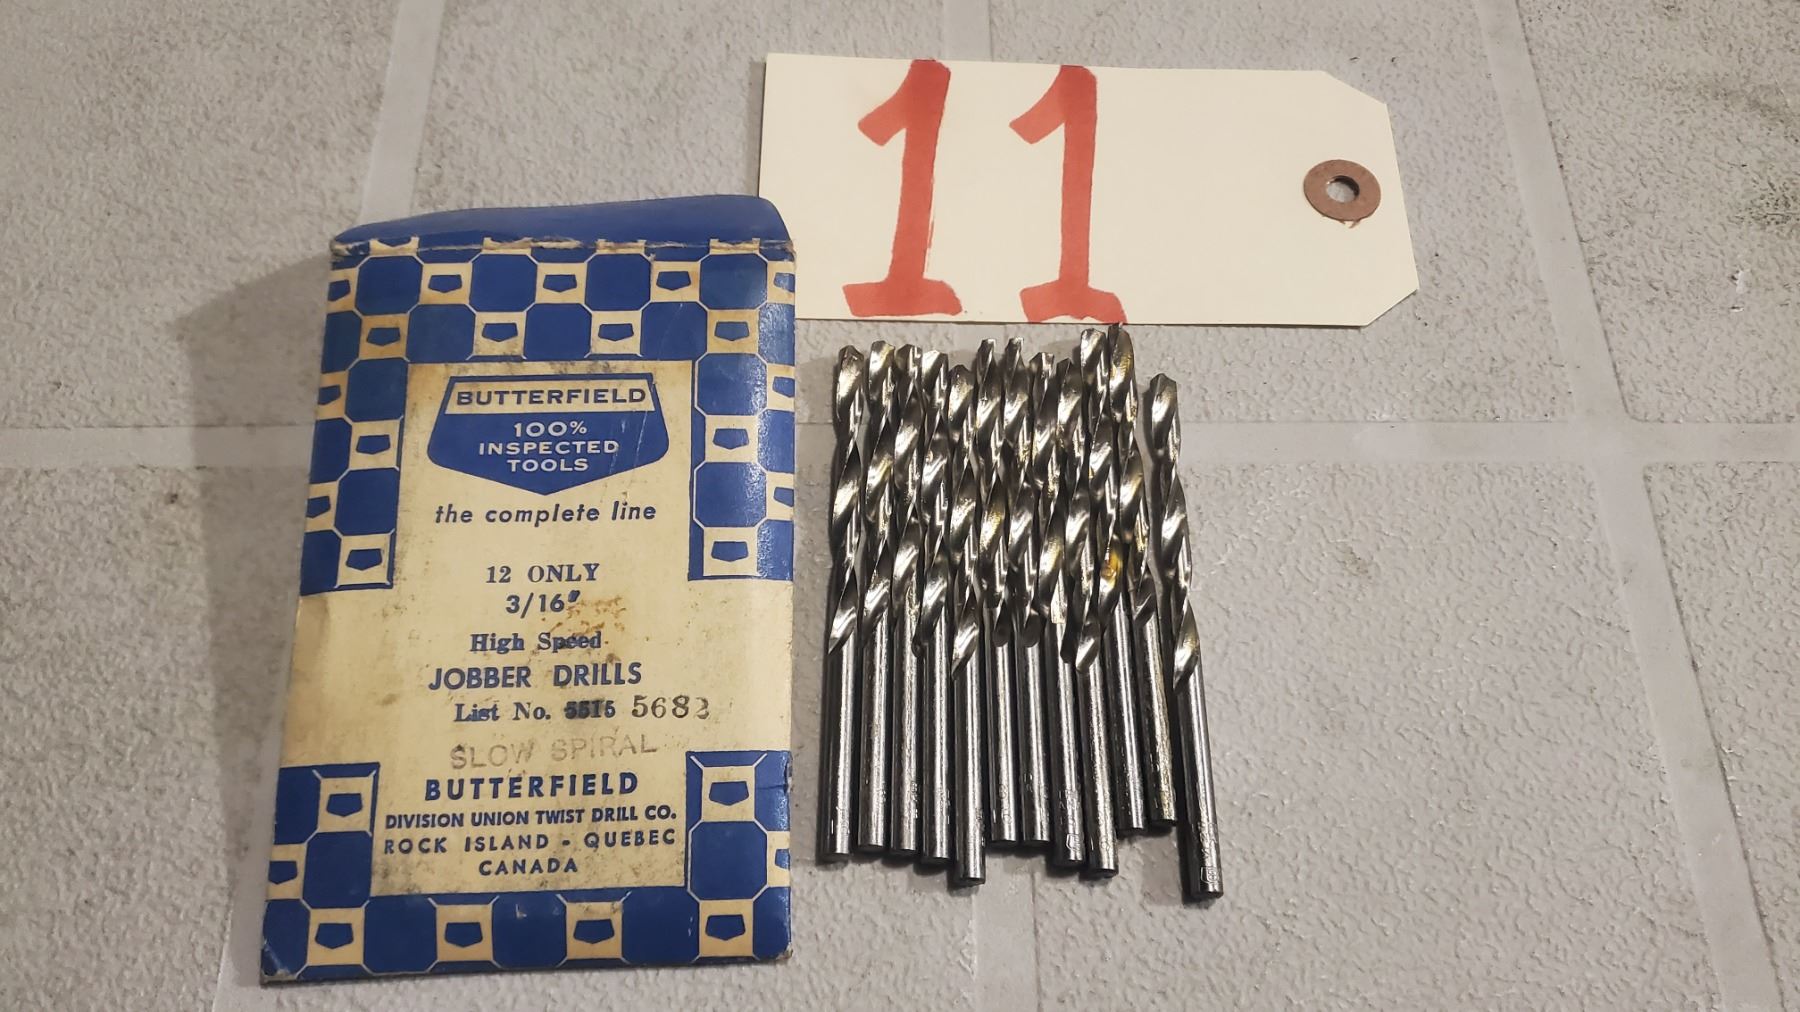 11
BUTTERFIELD
100%
INSPECTED
TOOLS
the complete line
12 ONLY
3/16"
High Speed
JOBBER DRILLS
List No. 5515 5682
SLOW SPIRAL
BUTTERFIELD
DIVISION UNION TWIST DRILL CO.
ROCK ISLAND - QUEBEC
CANADA